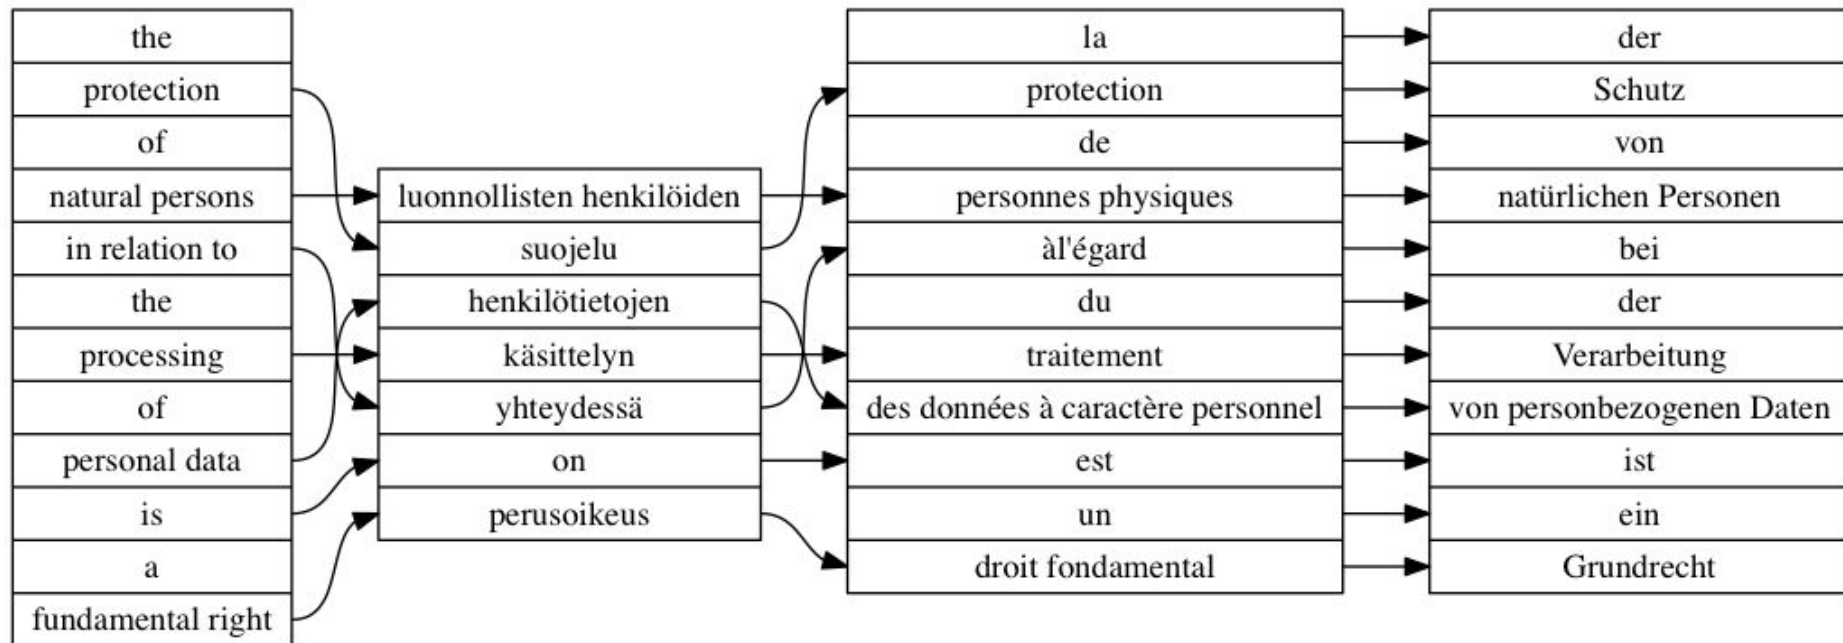 the
protection
of
natural persons
in relation to
the
processing
of
personal data
is
a
fundamental right
luonnollisten henkilöiden
suojelu
henkilötietojen
käsittelyn
yhteydessä
on
perusoikeus
la
protection
de
personnes physiques
àl'égard
du
traitement
des données à caractère personnel
est
un
droit fondamental
der
Schutz
von
natürlichen Personen
bei
der
Verarbeitung
von personbezogenen Daten
ist
ein
Grundrecht